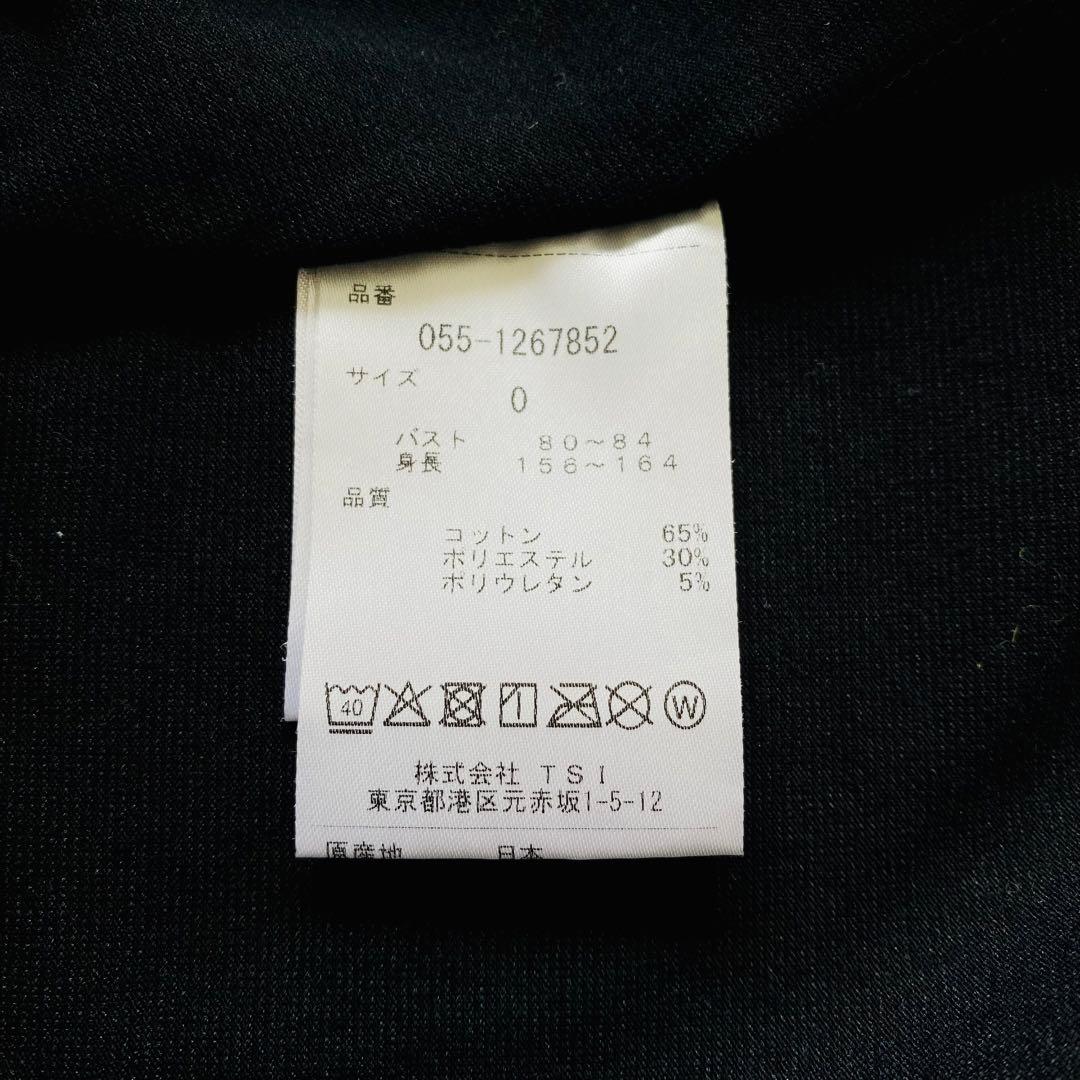 品番
055-1267852
サイズ
0
バスト 80～84
身長 156～164
品質
コットン 65%
ポリエステル 30%
ポリウレタン 5%
40
W
株式会社 TSI
東京都港区元赤坂1-5-12
原産地 日本